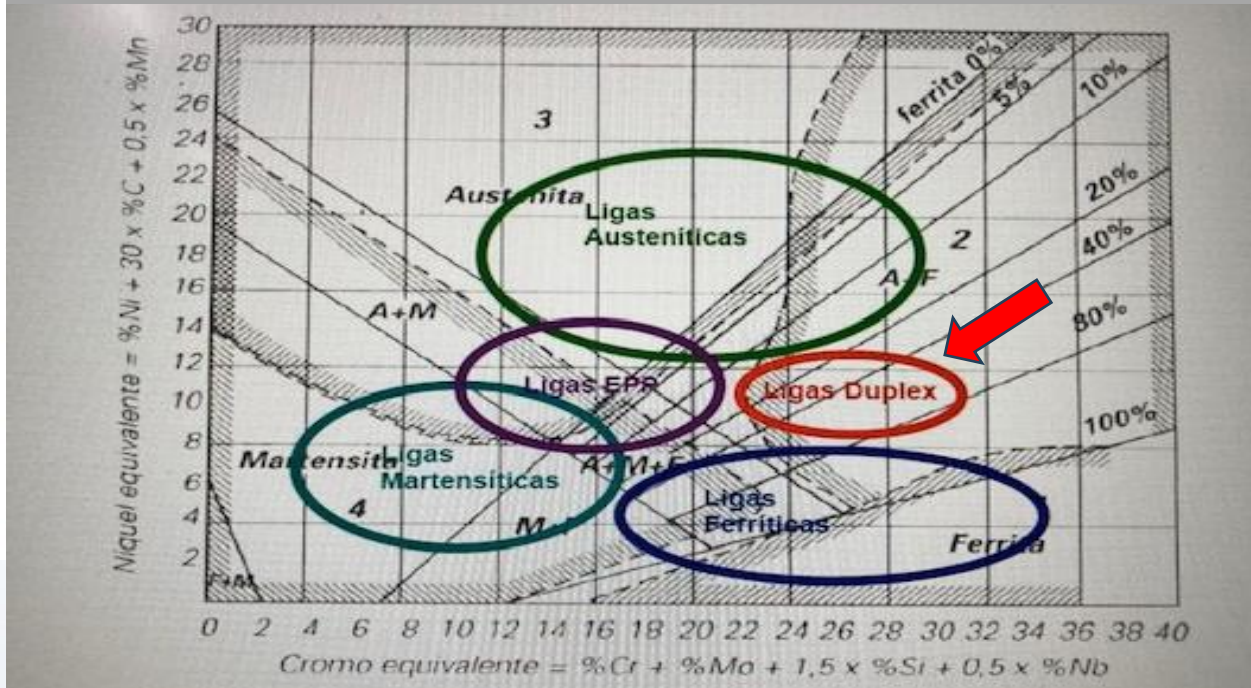 30
28
26
24
22
20
18
16
14
12
10
8
6
4
2
Níquel equivalente = %Ni + 30 x %C + 0,5 x %Mn
3
ferrita 0%
5%
10%
20%
40%
80%
100%
Austenita
Ligas
Austeníticas
2
A+F
A+M
Ligas EPR
Ligas Duplex
Martensita
Ligas
Martensíticas
4
A+M+F
M+F
Ligas
Ferríticas
Ferrita
F+M
0 2 4 6 8 10 12 14 16 18 20 22 24 26 28 30 32 34 36 38 40
Cromo equivalente = %Cr + %Mo + 1,5 x %Si + 0,5 x %Nb